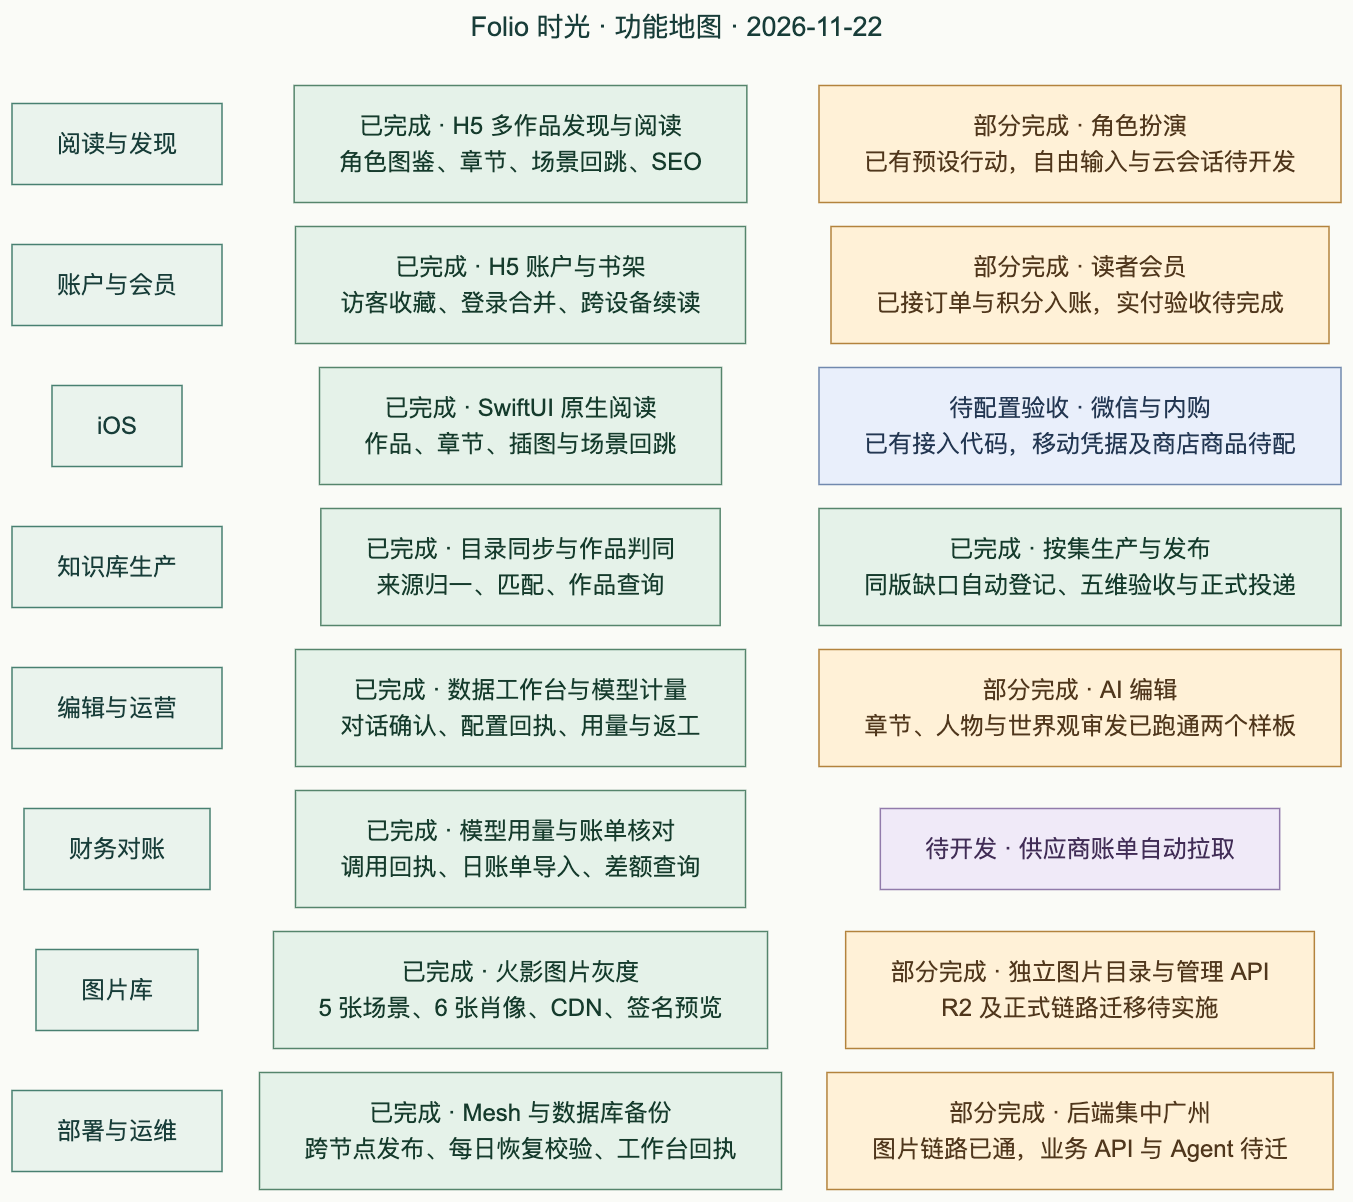 Folio 时光 · 功能地图 · 2026-11-22
阅读与发现
已完成 · H5 多作品发现与阅读
角色图鉴、章节、场景回跳、SEO
部分完成 · 角色扮演
已有预设行动，自由输入与云会话待开发
账户与会员
已完成 · H5 账户与书架
访客收藏、登录合并、跨设备续读
部分完成 · 读者会员
已接订单与积分入账，实付验收待完成
iOS
已完成 · SwiftUI 原生阅读
作品、章节、插图与场景回跳
待配置验收 · 微信与内购
已有接入代码，移动凭据及商店商品待配
知识库生产
已完成 · 目录同步与作品判同
来源归一、匹配、作品查询
已完成 · 按集生产与发布
同版缺口自动登记、五维验收与正式投递
编辑与运营
已完成 · 数据工作台与模型计量
对话确认、配置回执、用量与返工
部分完成 · AI 编辑
章节、人物与世界观审发已跑通两个样板
财务对账
已完成 · 模型用量与账单核对
调用回执、日账单导入、差额查询
待开发 · 供应商账单自动拉取
图片库
已完成 · 火影图片灰度
5 张场景、6 张肖像、CDN、签名预览
部分完成 · 独立图片目录与管理 API
R2 及正式链路迁移待实施
部署与运维
已完成 · Mesh 与数据库备份
跨节点发布、每日恢复校验、工作台回执
部分完成 · 后端集中广州
图片链路已通，业务 API 与 Agent 待迁